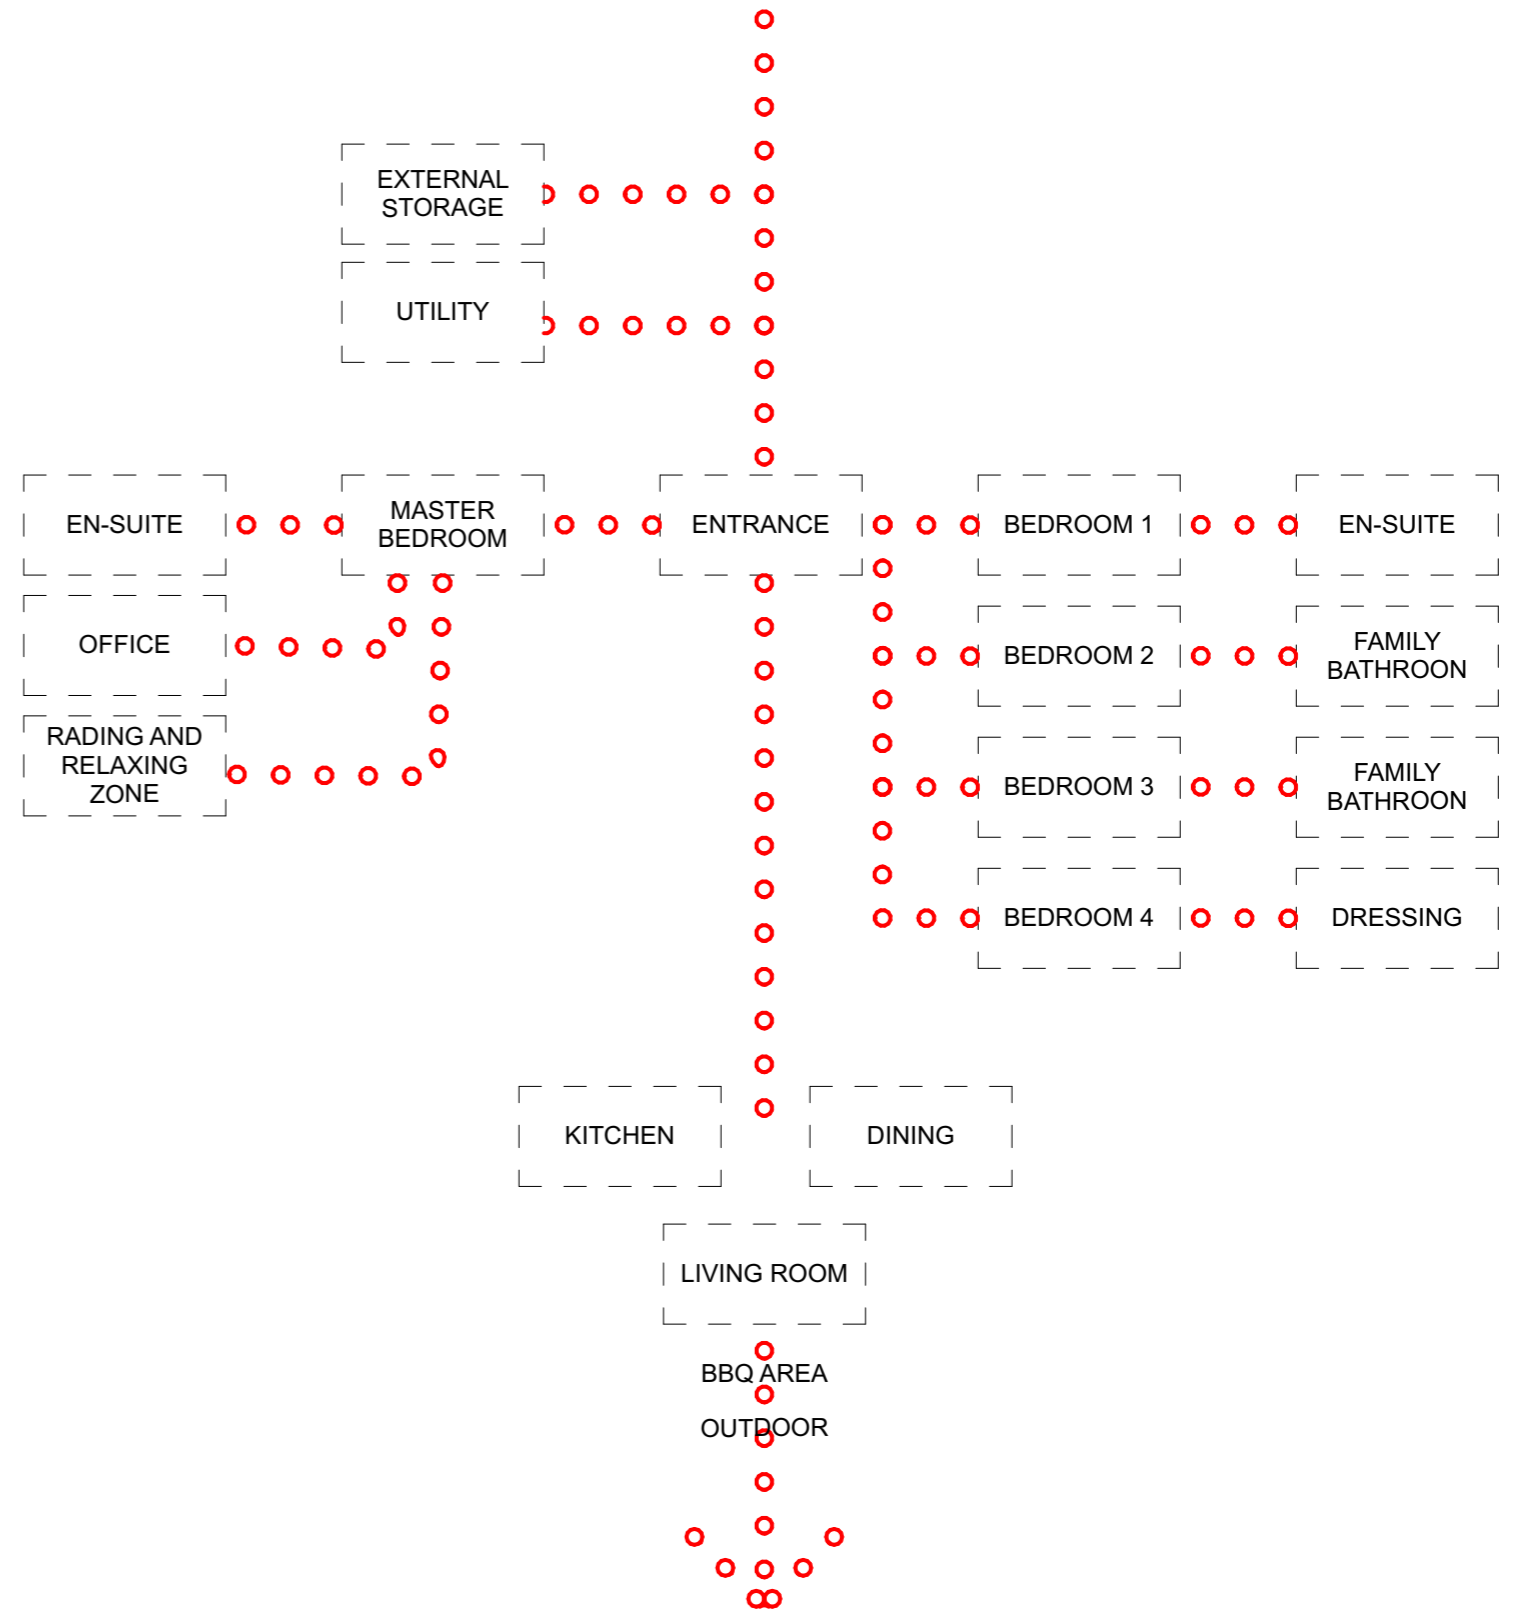 EXTERNAL
STORAGE
UTILITY
EN-SUITE
MASTER
BEDROOM
ENTRANCE
BEDROOM 1
EN-SUITE
OFFICE
BEDROOM 2
FAMILY
BATHROON
RADING AND
RELAXING
ZONE
BEDROOM 3
FAMILY
BATHROON
BEDROOM 4
DRESSING
KITCHEN
DINING
LIVING ROOM
BBQ AREA
OUTDOOR